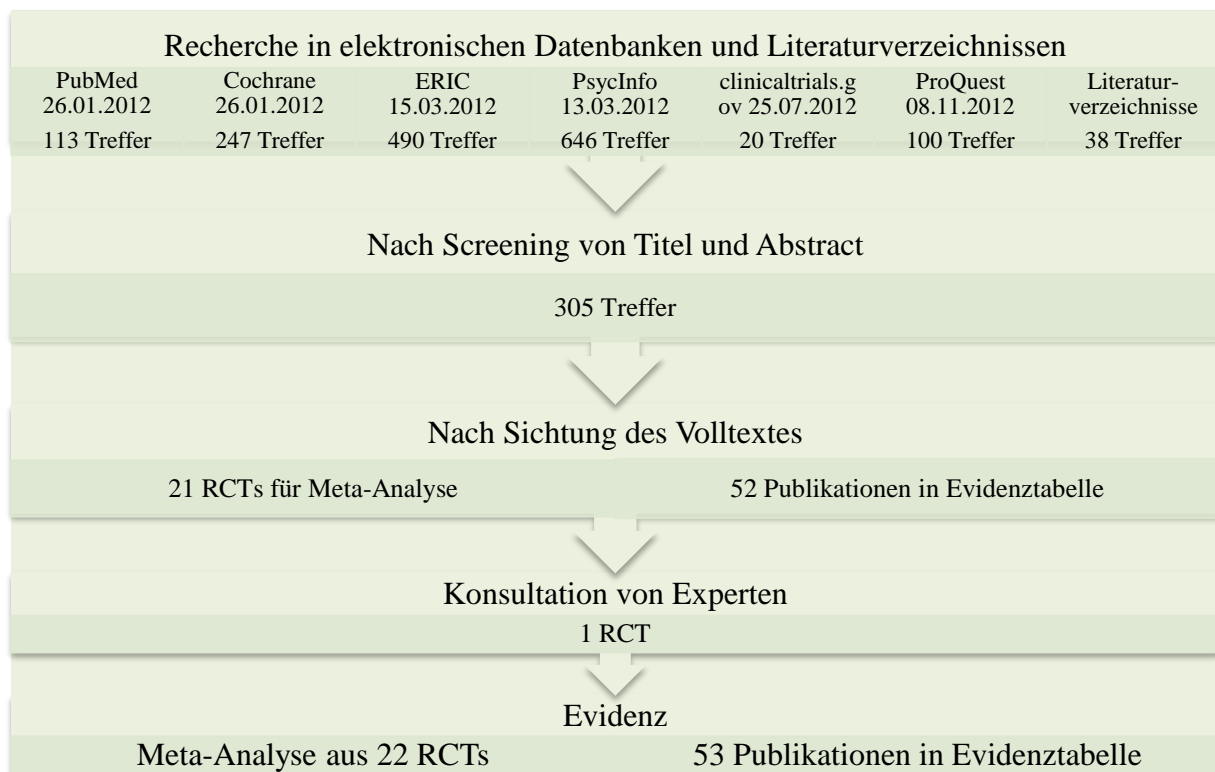 Recherche in elektronischen Datenbanken und Literaturverzeichnissen
PubMed
26.01.2012
113 Treffer
Cochrane
26.01.2012
247 Treffer
ERIC
15.03.2012
490 Treffer
PsycInfo
13.03.2012
646 Treffer
clinicaltrials.g
ov 25.07.2012
20 Treffer
ProQuest
08.11.2012
100 Treffer
Literatur-
verzeichnisse
38 Treffer
Nach Screening von Titel und Abstract
305 Treffer
Nach Sichtung des Volltextes
21 RCTs für Meta-Analyse
52 Publikationen in Evidenztabelle
Konsultation von Experten
1 RCT
Evidenz
Meta-Analyse aus 22 RCTs
53 Publikationen in Evidenztabelle